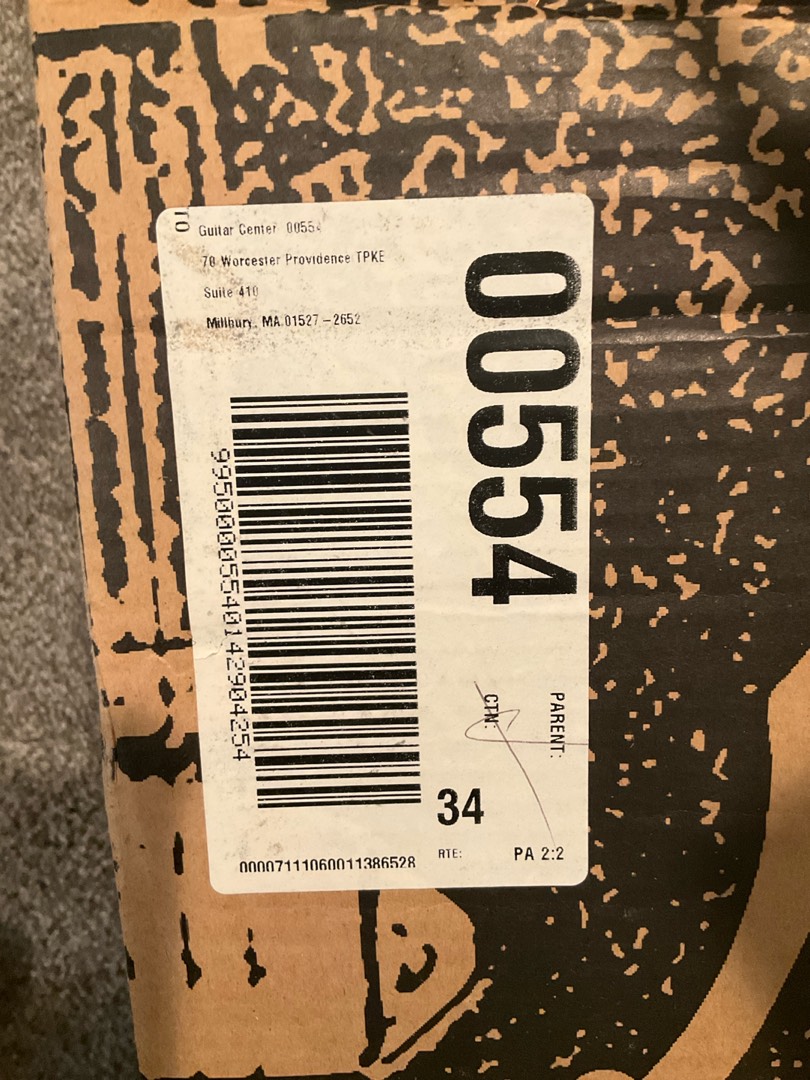 TO
Guitar Center 00554
70 Worcester Providence TPKE
Suite 410
Millbury, MA 01527-2652
00554
99500005540142904254
PARENT:
CTN:
34
RTE:
PA 2:2
00007111060011386528